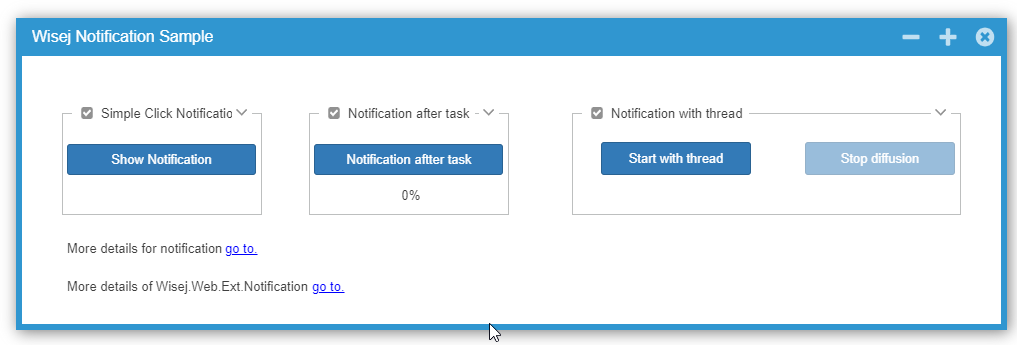 Wisej Notification Sample
Simple Click Notificatio
Notification after task
Notification with thread
Show Notification
Notification aftter task
Start with thread
Stop diffusion
0%
More details for notification go to.
More details of Wisej.Web.Ext.Notification go to.